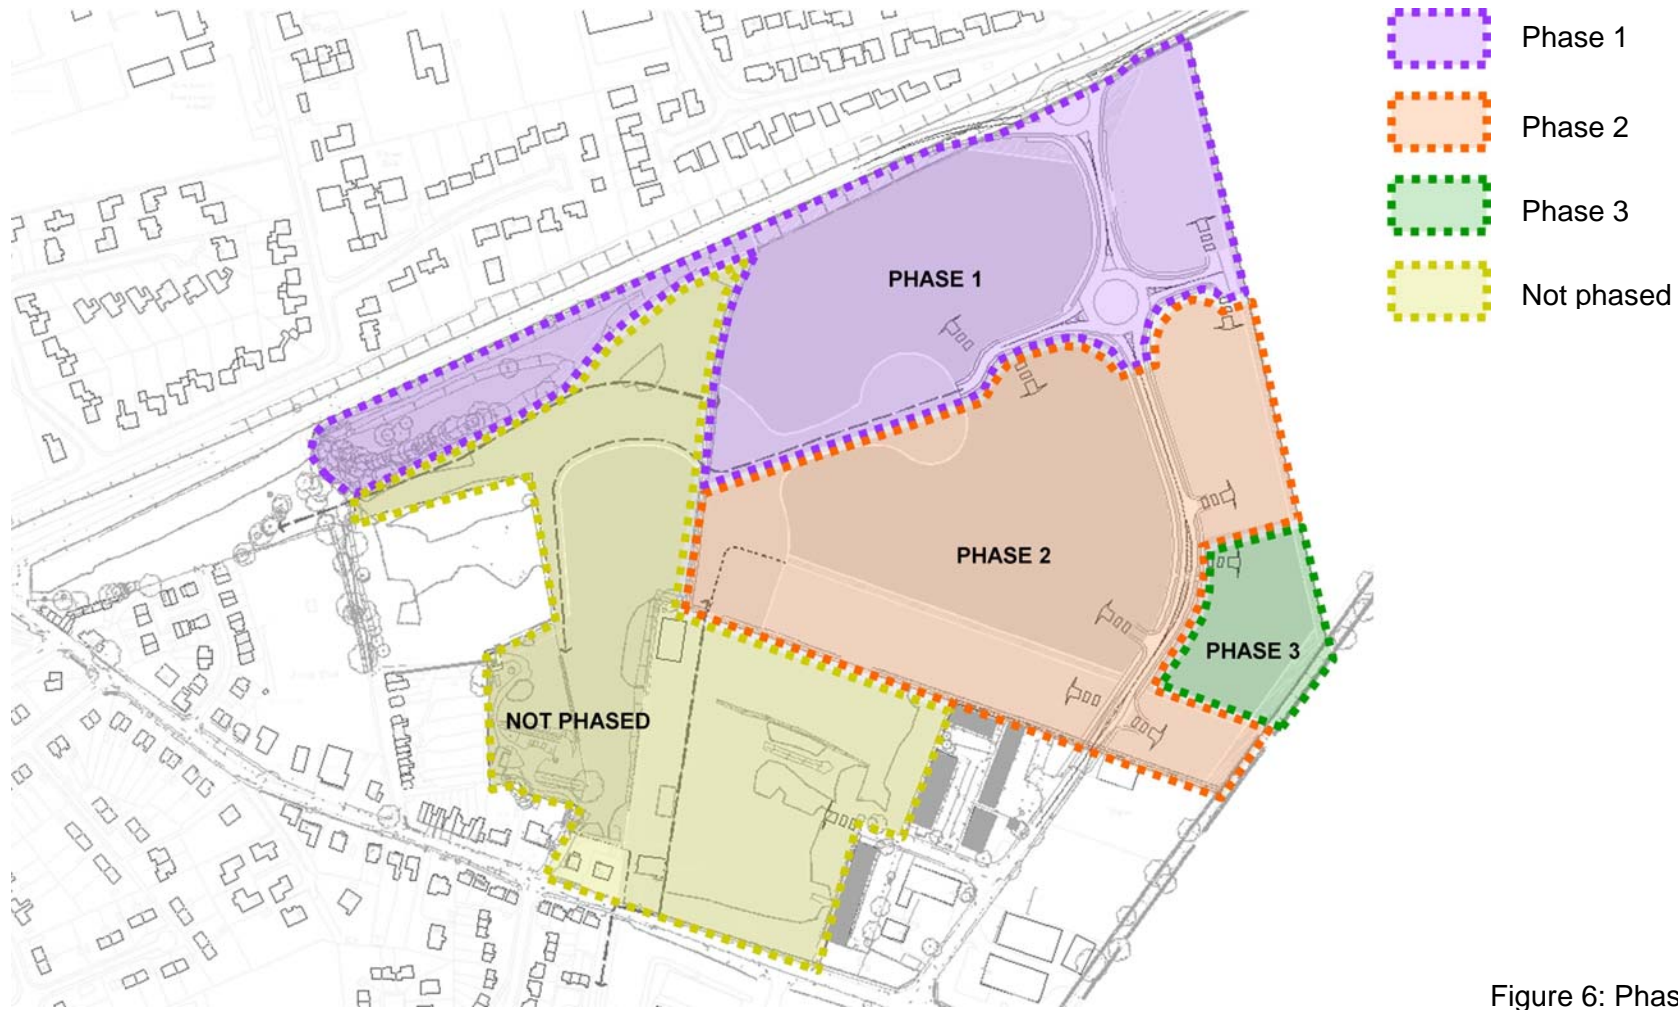 Phase 1
Phase 2
Phase 3
Not phased
PHASE 1
PHASE 2
PHASE 3
NOT PHASED
Figure 6: Phas